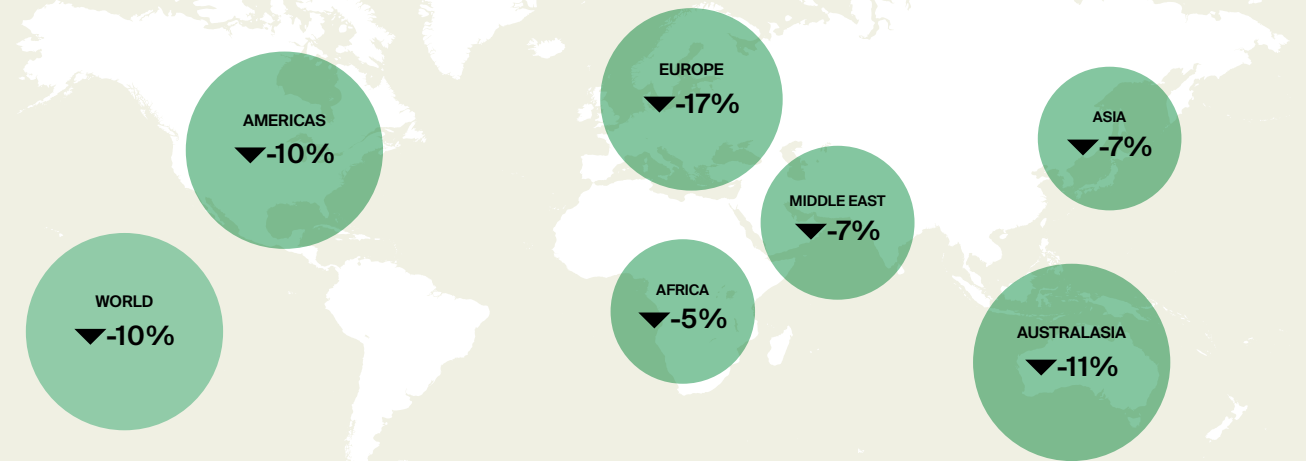 EUROPE
▼-17%
AMERICAS
▼-10%
ASIA
▼-7%
MIDDLE EAST
▼-7%
AFRICA
▼-5%
WORLD
▼-10%
AUSTRALASIA
▼-11%